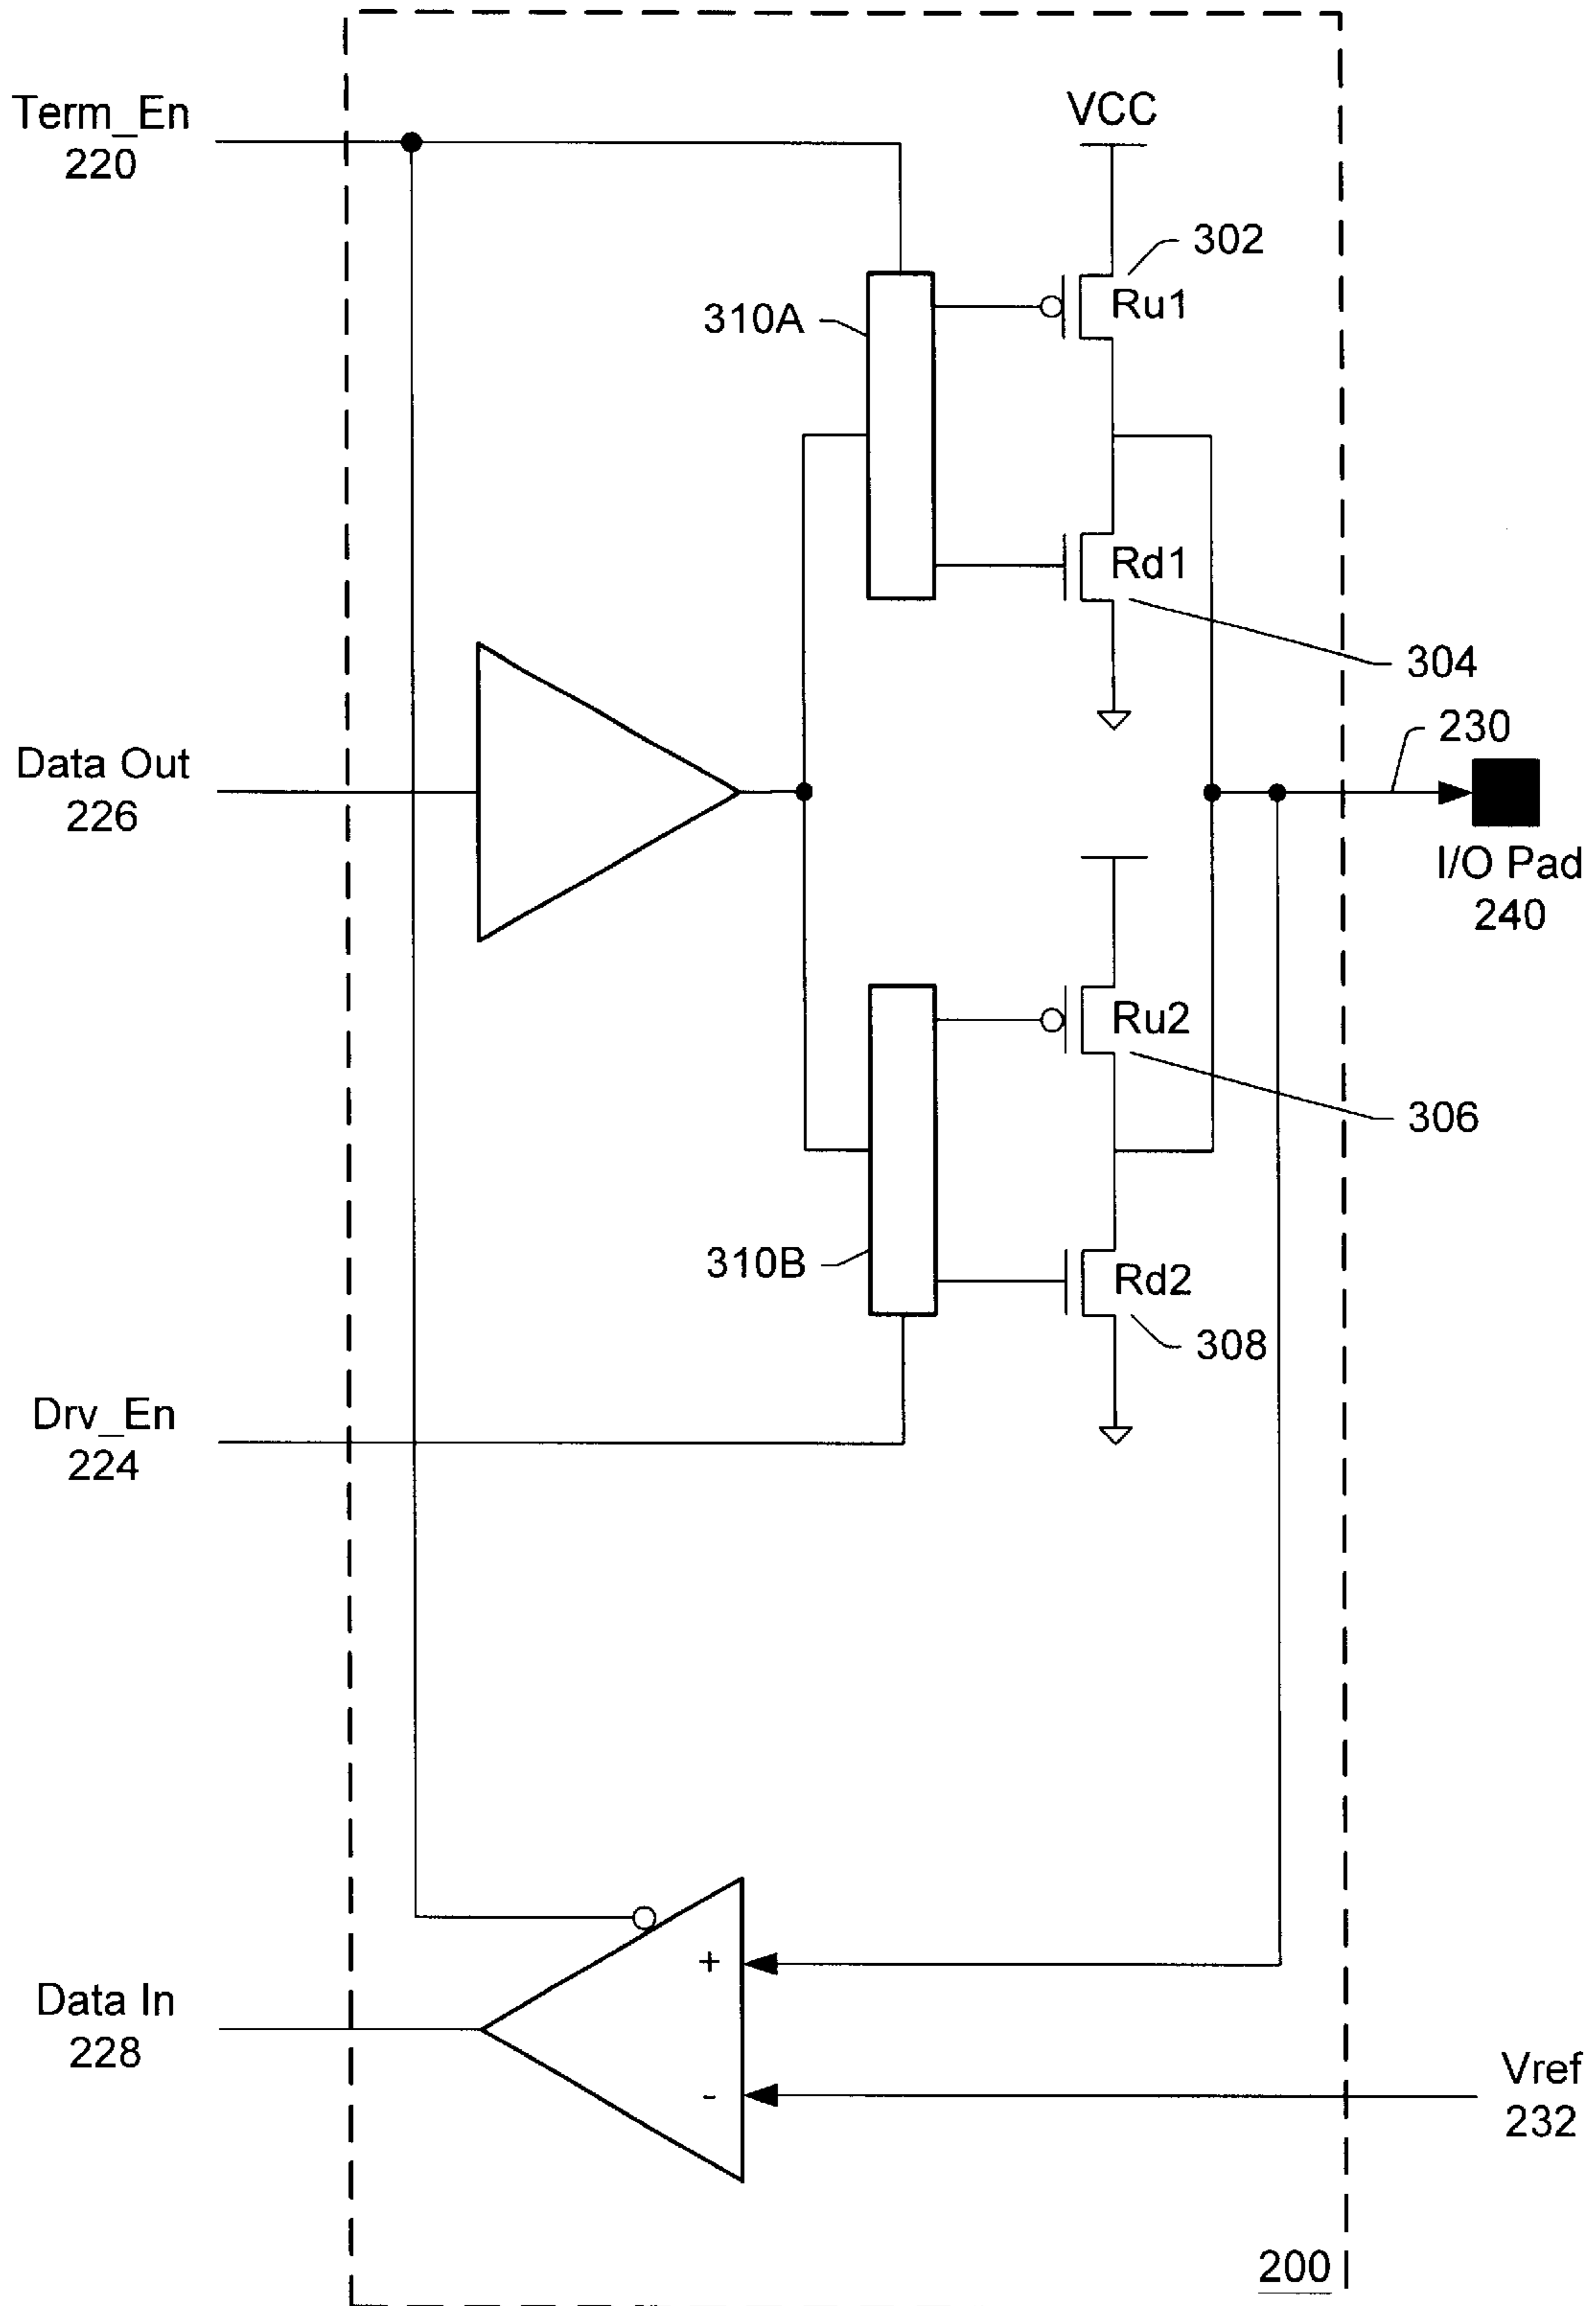 Term_En
220
VCC
302
Ru1
310A
Rd1
304
230
Data Out
226
I/O Pad
240
Ru2
306
310B
Rd2
308
Drv_En
224
+
Data In
228
-
Vref
232
200